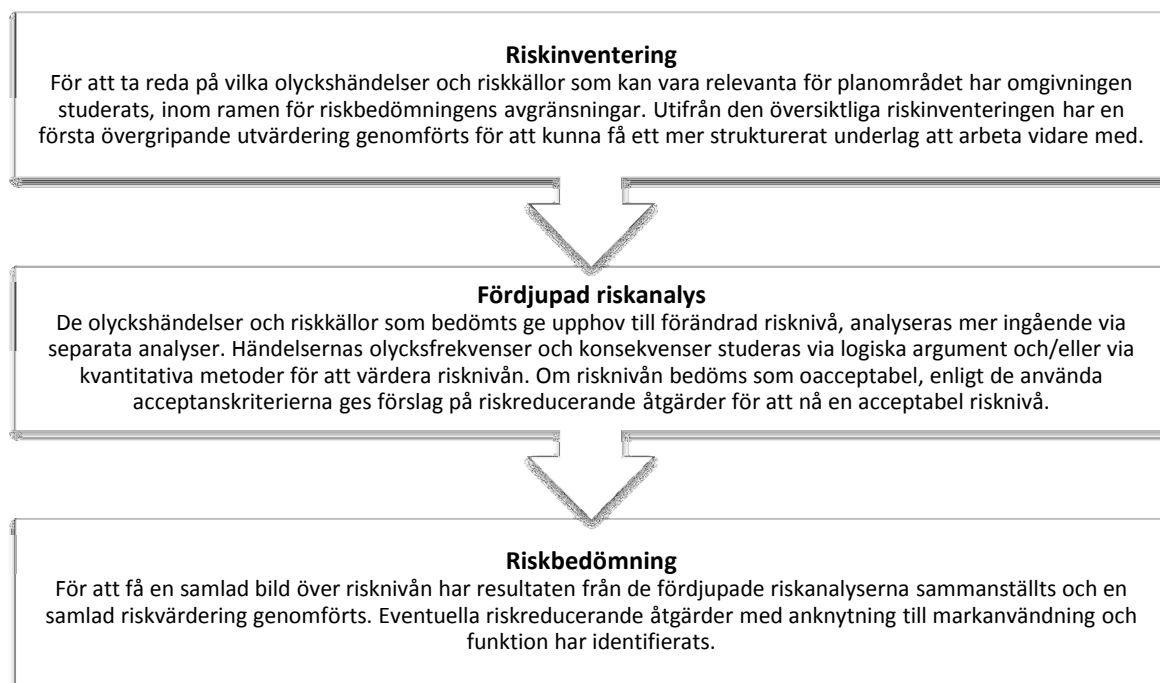 Riskinventering
För att ta reda på vilka olyckshändelser och riskkällor som kan vara relevanta för planområdet har omgivningen
studerats, inom ramen för riskbedömningens avgränsningar. Utifrån den översiktliga riskinventeringen har en
första övergripande utvärdering genomförts för att kunna få ett mer strukturerat underlag att arbeta vidare med.
Fördjupad riskanalys
De olyckshändelser och riskkällor som bedömts ge upphov till förändrad risknivå, analyseras mer ingående via
separata analyser. Händelsernas olycksfrekvenser och konsekvenser studeras via logiska argument och/eller via
kvantitativa metoder för att värdera risknivån. Om risknivån bedöms som oacceptabel, enligt de använda
acceptanskriterierna ges förslag på riskreducerande åtgärder för att nå en acceptabel risknivå.
Riskbedömning
För att få en samlad bild över risknivån har resultaten från de fördjupade riskanalyserna sammanställts och en
samlad riskvärdering genomförts. Eventuella riskreducerande åtgärder med anknytning till markanvändning och
funktion har identifierats.